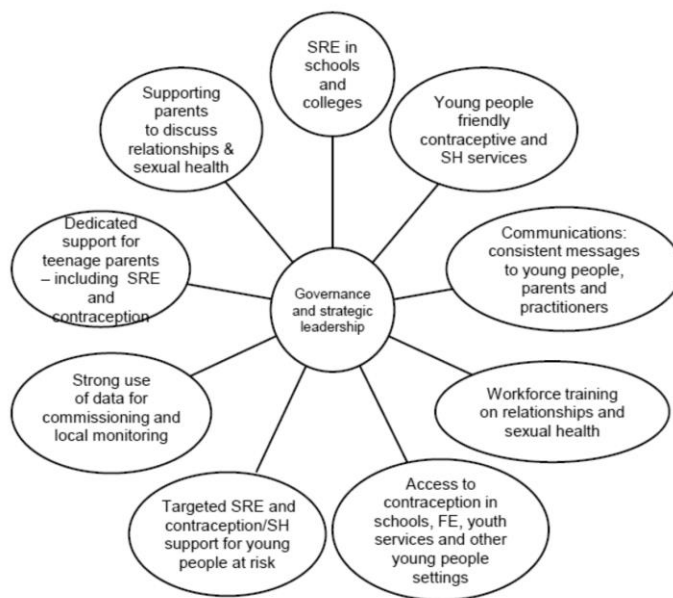 SRE in
schools
and
colleges
Young people
friendly
contraceptive and
SH services
Communications:
consistent messages
to young people,
parents and
practitioners
Workforce training
on relationships and
sexual health
Access to
contraception in
schools, FE, youth
services and other
young people
settings
Targeted SRE and
contraception/SH
support for young
people at risk
Strong use
of data for
commissioning and
local monitoring
Dedicated
support for
teenage parents
– including SRE
and
contraception
Supporting
parents
to discuss
relationships &
sexual health
Governance
and strategic
leadership